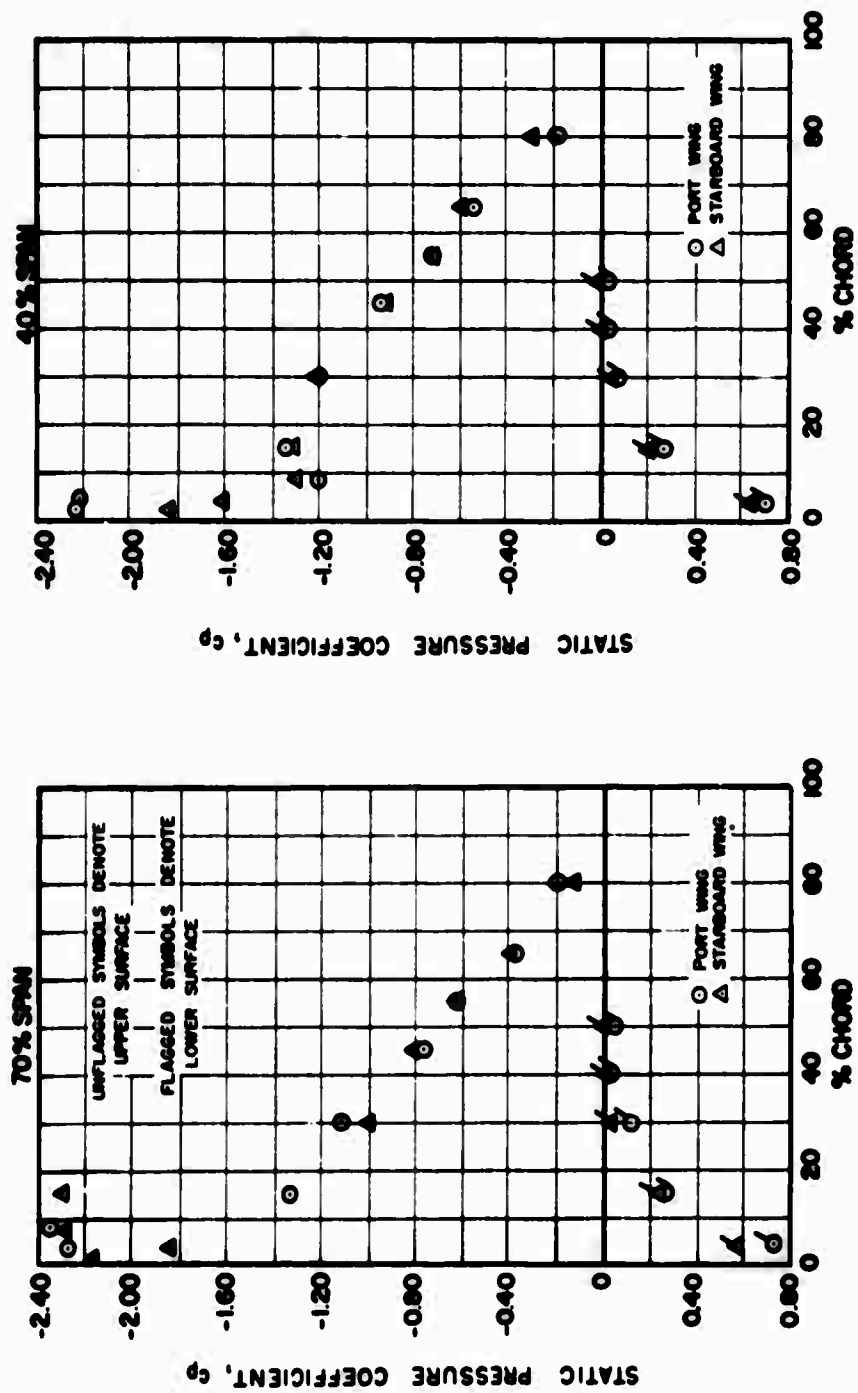 70% SPAN
UNFLAGGED SYMBOLS DENOTE
UPPER SURFACE
FLAGGED SYMBOLS DENOTE
LOWER SURFACE
STATIC PRESSURE COEFFICIENT, cp
-2.40
-2.00
-1.60
-1.20
-0.80
-0.40
0
0.40
0.80
PORT WING
STARBOARD WING
0
20
40
60
80
100
% CHORD
40% SPAN
STATIC PRESSURE COEFFICIENT, cp
-2.40
-2.00
-1.60
-1.20
-0.80
-0.40
0
0.40
0.80
PORT WING
STARBOARD WING
0
20
40
60
80
100
% CHORD